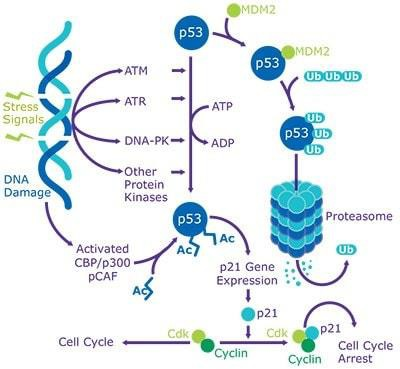 MDM2
p53
MDM2
p53
Ub Ub Ub
ATM
Stress
Signals
ATR
ATP
Ub
p53
Ub
Ub
DNA-PK
ADP
DNA
Damage
Other
Protein
Kinases
p53
Proteasome
Ac
Ac
Ub
Activated
CBP/p300
pCAF
p21 Gene
Expression
Ac
p21
Cell Cycle
Cdk
Cyclin
Cdk
p21
Cyclin
Cell Cycle
Arrest